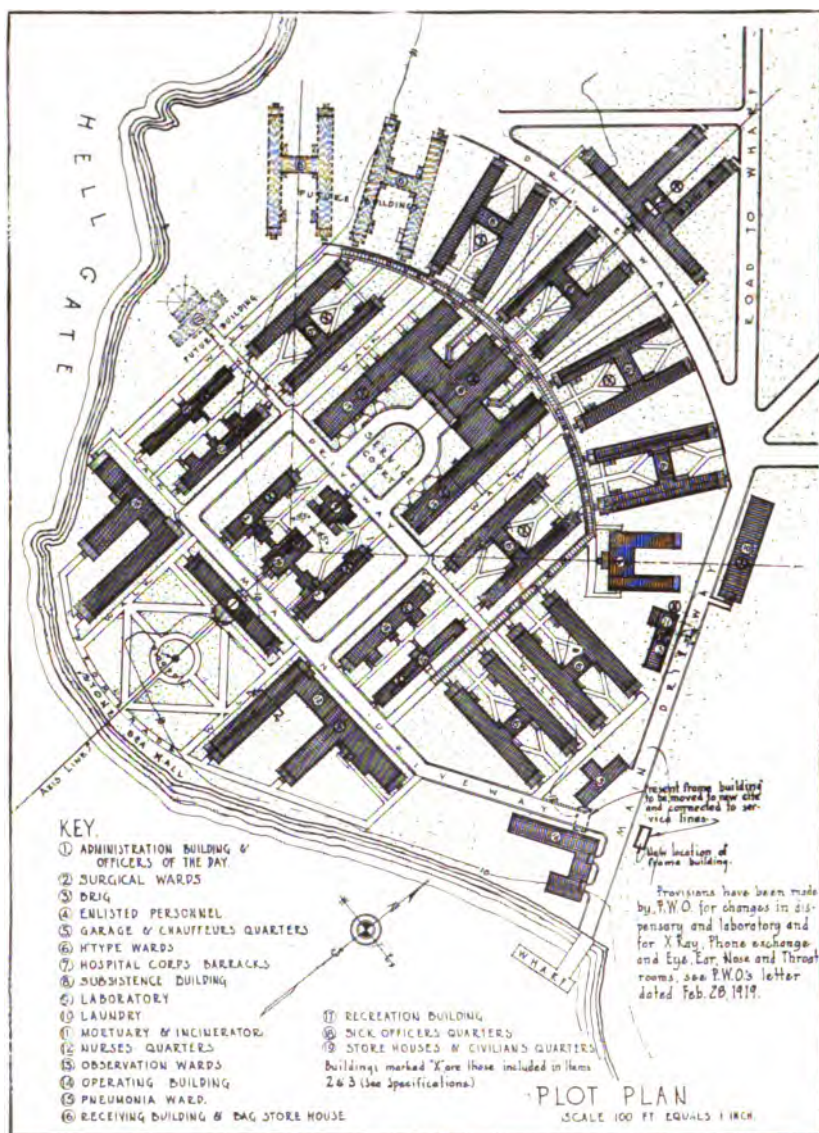 HELL GATE
FUTURE BUILDING
FUTURE BUILDING
DRIVEWAY
ROAD TO WHARF
WALK
DRIVEWAY
SERVICE
COURT
WALK
65'
65'
MAIN DRIVEWAY
WALK
WALK
STONE SEA WALL
AXIS LINE
MAIN DRIVEWAY
Present frame building
to be moved to new site
and connected to ser-
vice lines.
New location of
frame building.
Provisions have been made
by P.W.O. for changes in dis-
pensary and laboratory and
for X Ray, Phone exchange
and Eye, Ear, Nose and Throat
rooms, see P.W.O's letter
dated Feb. 28, 1919.
WHARF
KEY.
1 ADMINISTRATION BUILDING &
OFFICERS OF THE DAY.
2 SURGICAL WARDS
3 BRIG
4 ENLISTED PERSONNEL
5 GARAGE & CHAUFFEURS QUARTERS
6 H TYPE WARDS
7 HOSPITAL CORPS BARRACKS
8 SUBSISTENCE BUILDING
9 LABORATORY
10 LAUNDRY
11 MORTUARY & INCINERATOR
12 NURSES QUARTERS
13 OBSERVATION WARDS
14 OPERATING BUILDING
15 PNEUMONIA WARD.
16 RECEIVING BUILDING & BAG STORE HOUSE
17 RECREATION BUILDING
18 SICK OFFICERS QUARTERS
19 STORE HOUSES & CIVILIANS QUARTERS
Buildings marked "X" are those included in Items
2 & 3 (See Specifications)
PLOT PLAN
SCALE 100 FT EQUALS 1 INCH.